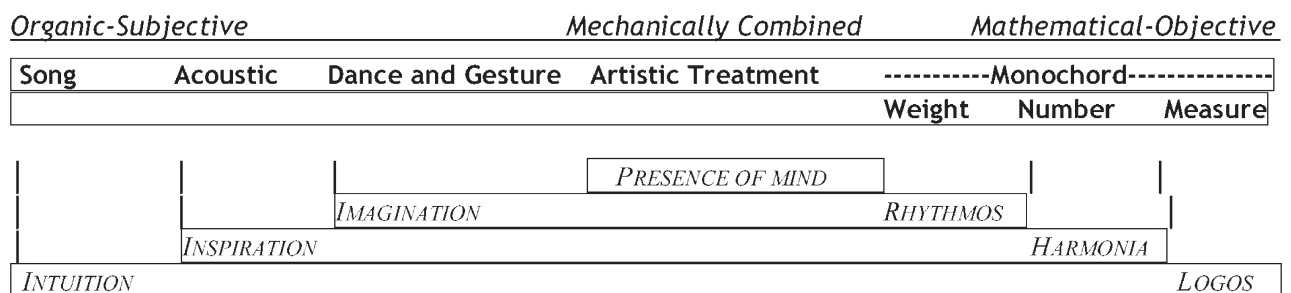 Organic-Subjective Mechanically Combined Mathematical-Objective
Song Acoustic Dance and Gesture Artistic Treatment -----------Monochord---------------
Weight Number Measure
PRESENCE OF MIND
IMAGINATION RHYTHMOS
INSPIRATION HARMONIA
INTUITION LOGOS